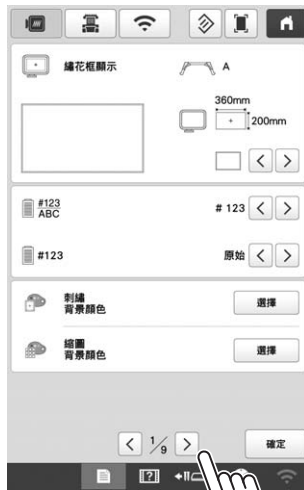 繡花框顯示
A
360mm
200mm
#123
ABC
# 123
#123
原始
刺繡
背景顏色
選擇
縮圖
背景顏色
選擇
1/9
確定